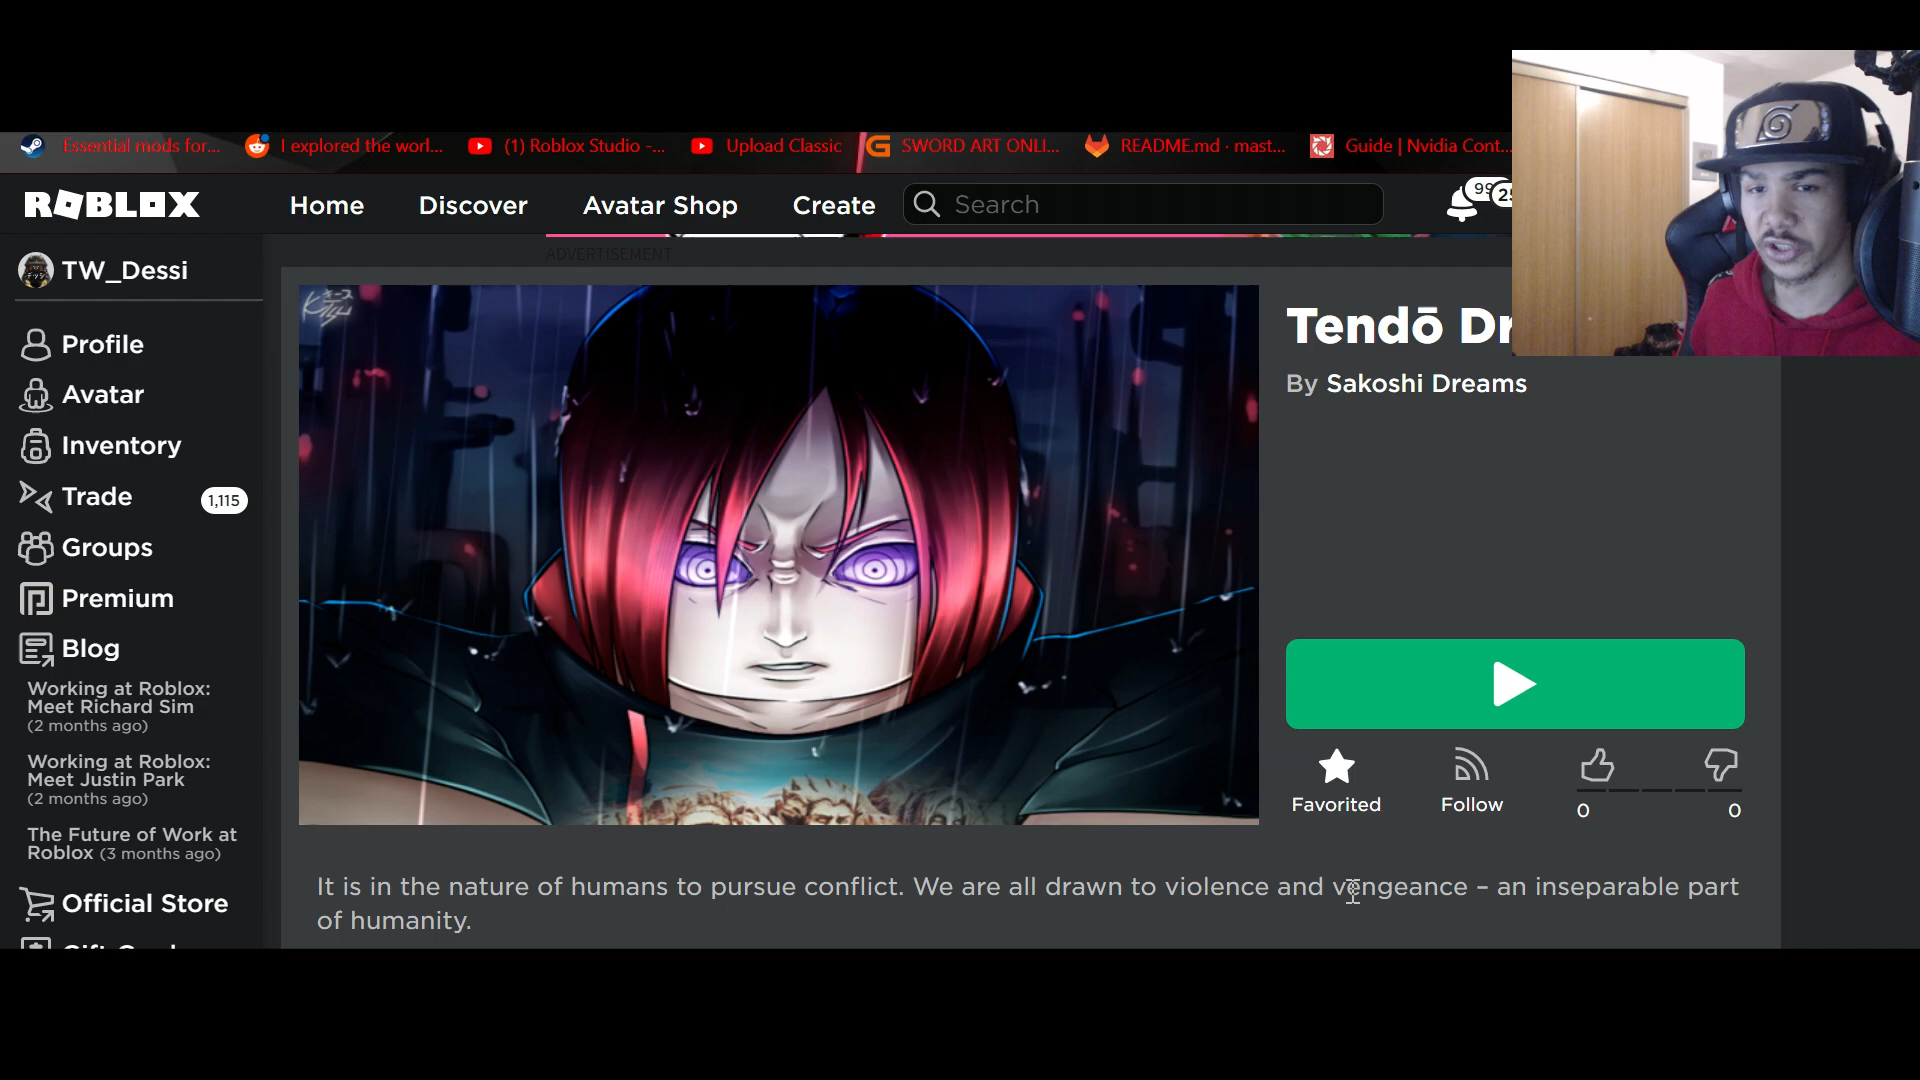 Essential mods for...
I explored the worl...
(1) Roblox Studio -...
Upload Classic
SWORD ART ONLI...
README.md · mast...
Guide | Nvidia Cont...
ROBLOX
Home
Discover
Avatar Shop
Create
Search
99
TW_Dessi
ADVERTISEMENT
Profile
Avatar
Inventory
Trade
1,115
Groups
Premium
Blog
Working at Roblox:
Meet Richard Sim
(2 months ago)
Working at Roblox:
Meet Justin Park
(2 months ago)
The Future of Work at
Roblox (3 months ago)
Official Store
キース
Tendō Dr
By Sakoshi Dreams
Favorited
Follow
0
0
It is in the nature of humans to pursue conflict. We are all drawn to violence and vengeance – an inseparable part
of humanity.